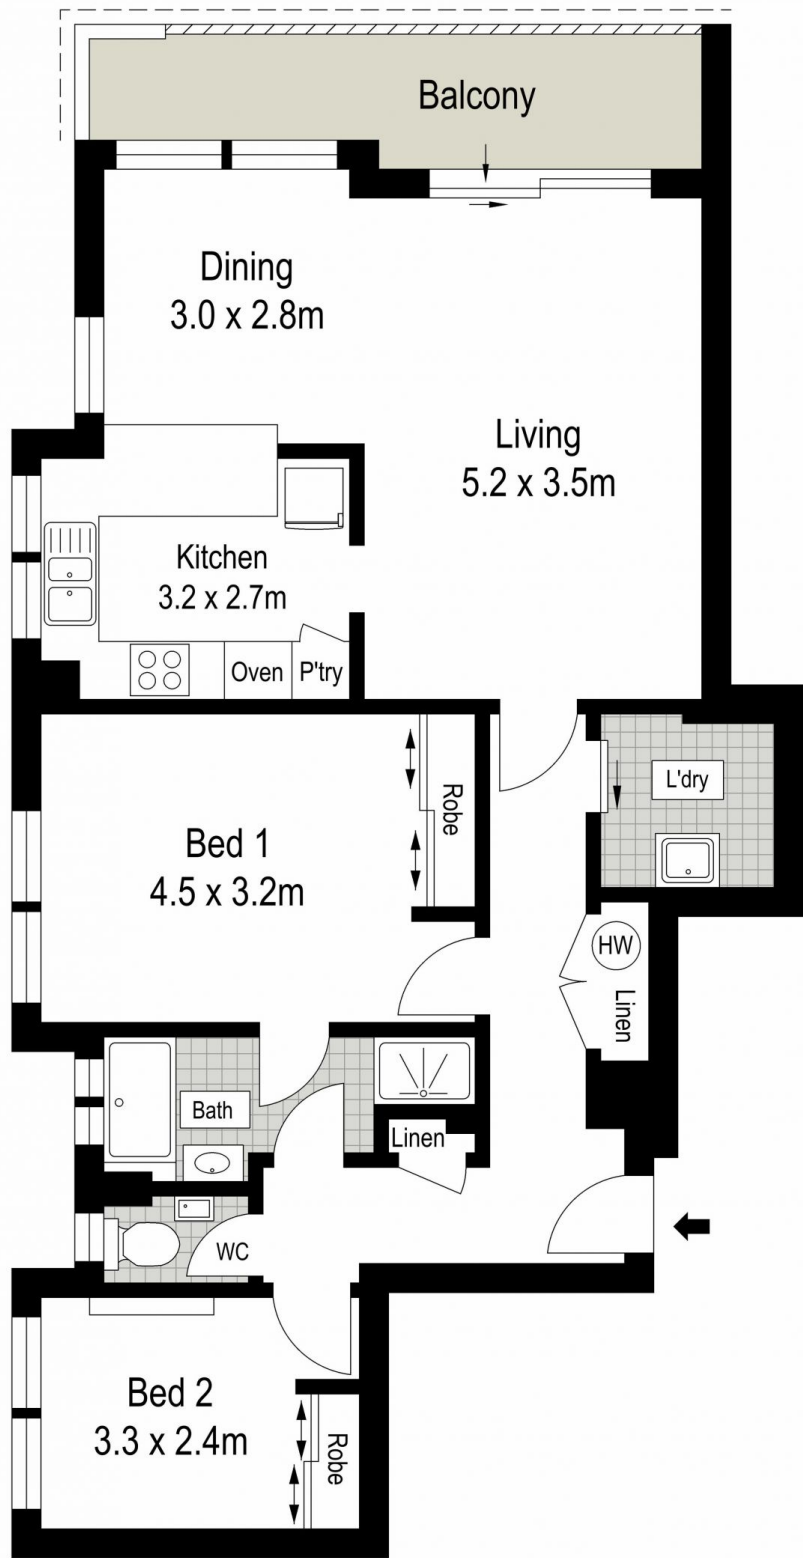 Balcony
Dining
3.0 x 2.8m
Living
5.2 x 3.5m
Kitchen
3.2 x 2.7m
Oven
P'try
Bed 1
4.5 x 3.2m
Robe
L'dry
HW
Linen
Bath
Linen
WC
Bed 2
3.3 x 2.4m
Robe